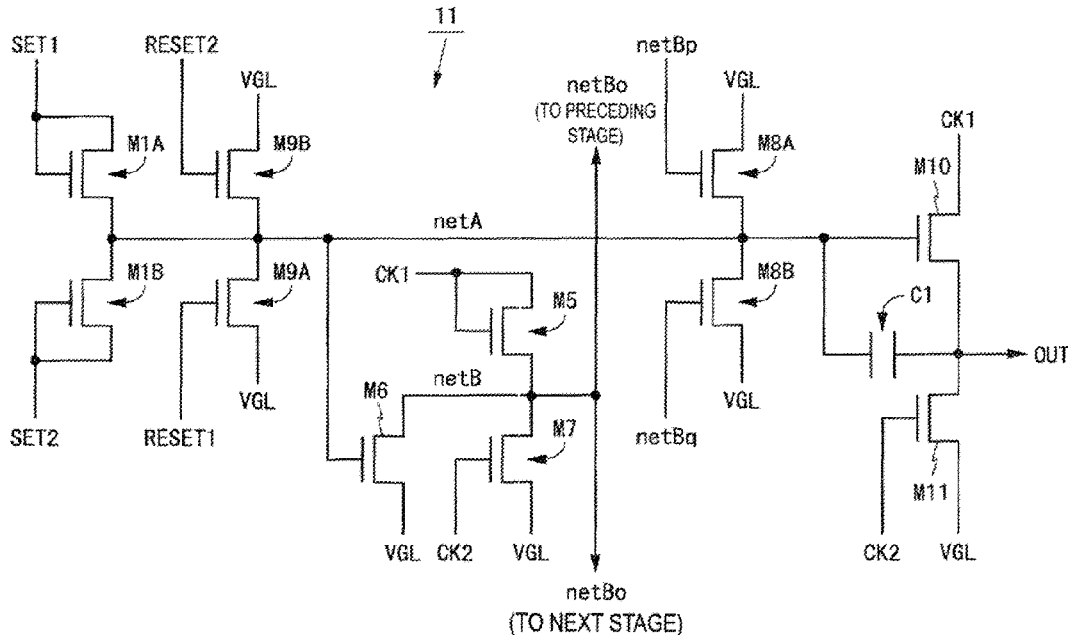 11
SET1
RESET2
netBp
VGL
netBo
(TO PRECEDING
STAGE)
VGL
CK1
M1A
M9B
M8A
M10
netA
M1B
M9A
CK1
M5
M8B
C1
OUT
netB
M6
VGL
M7
VGL
SET2
RESET1
netBq
M11
VGL
CK2
VGL
CK2
VGL
netBo
(TO NEXT STAGE)